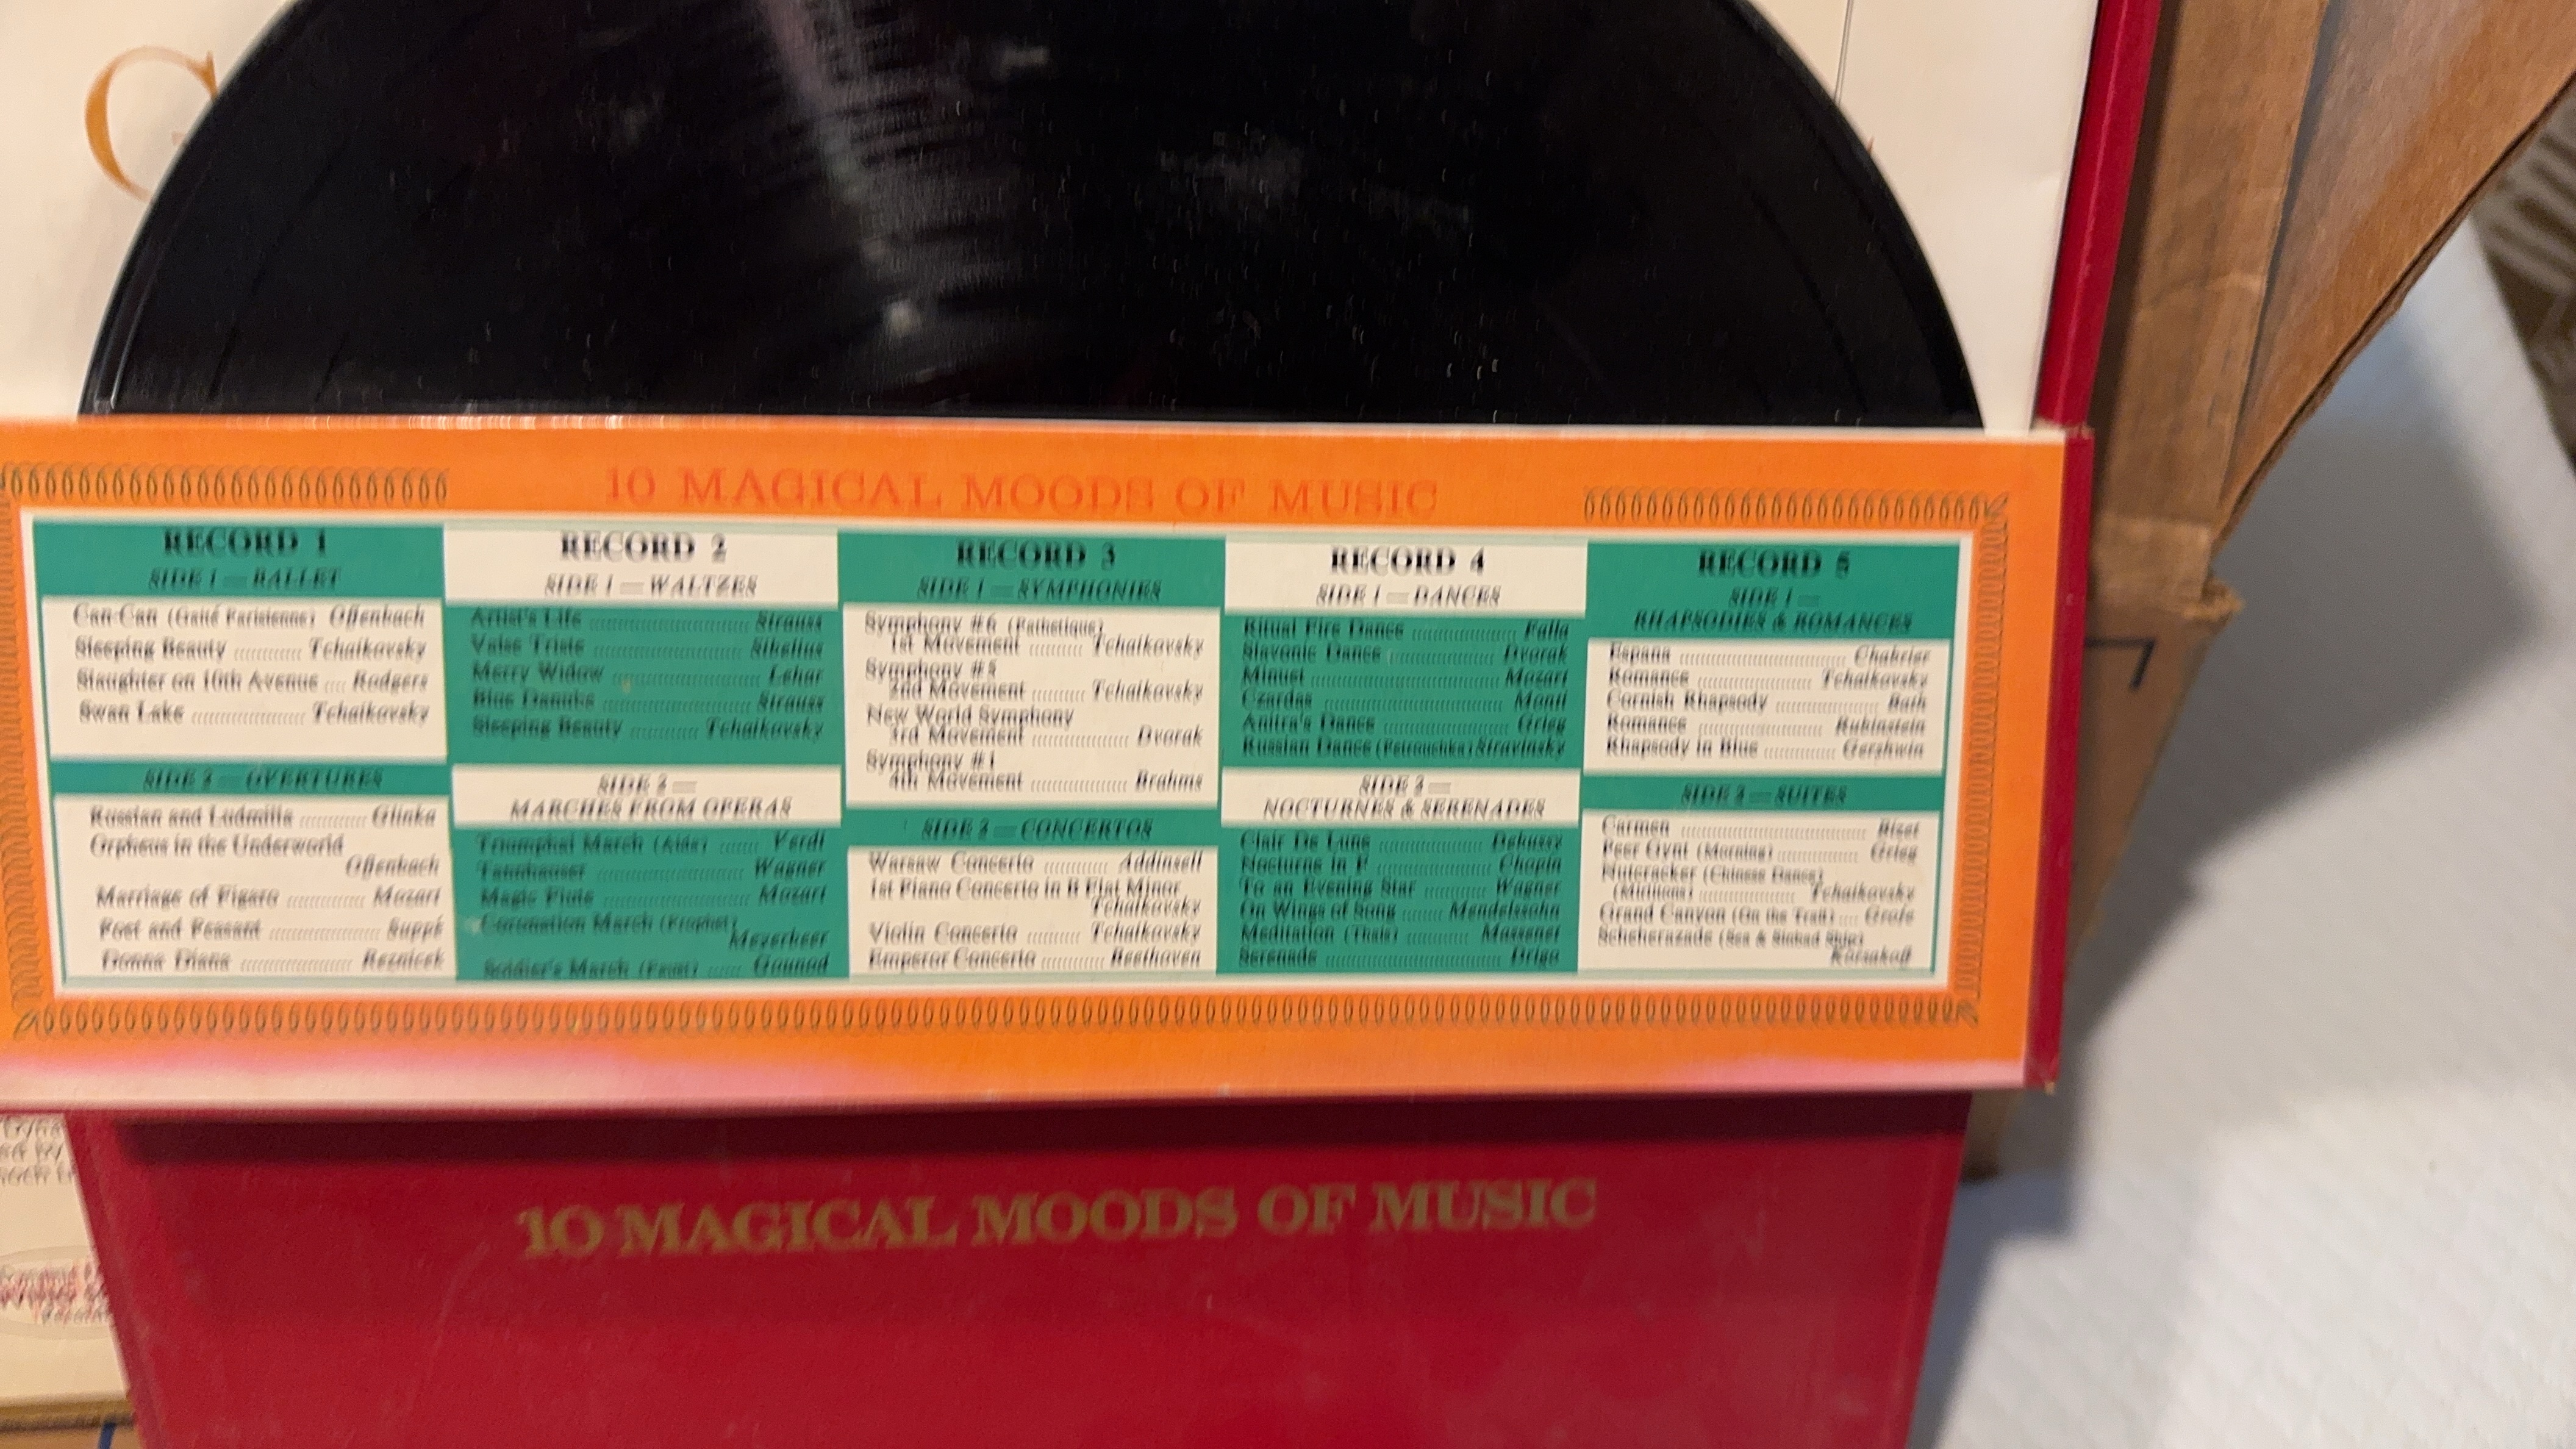 G
10 MAGICAL MOODS OF MUSIC
RECORD 1
SIDE 1 — BALLET
Can-Can (Gaité Parisienne) Offenbach
Sleeping Beauty ............ Tchaikovsky
Slaughter on 10th Avenue .... Rodgers
Swan Lake .................... Tchaikovsky
SIDE 2 — OVERTURES
Russian and Ludmilla ............ Glinka
Orpheus in the Underworld
Offenbach
Marriage of Figaro .............. Mozart
Poet and Peasant .................... Suppé
Donna Diana .................... Reznicek
RECORD 2
SIDE 1 — WALTZES
Artist's Life ............................ Strauss
Valse Triste ............................ Sibelius
Merry Widow ............................ Lehar
Blue Danube ............................ Strauss
Sleeping Beauty ............ Tchaikovsky
SIDE 2 —
MARCHES FROM OPERAS
Triumphal March (Aida) ....... Verdi
Tannhauser ............................ Wagner
Magic Flute ............................ Mozart
Coronation March (Prophet)
Meyerbeer
Soldier's March (Faust) ...... Gounod
RECORD 3
SIDE 1 — SYMPHONIES
Symphony #6 (Pathetique)
1st Movement .......... Tchaikovsky
Symphony #5
2nd Movement .......... Tchaikovsky
New World Symphony
3rd Movement .................. Dvorak
Symphony #1
4th Movement .................. Brahms
SIDE 2 — CONCERTOS
Warsaw Concerto ............ Addinsell
1st Piano Concerto in B Flat Minor
Tchaikovsky
Violin Concerto .......... Tchaikovsky
Emperor Concerto ............ Beethoven
RECORD 4
SIDE 1 — DANCES
Ritual Fire Dance .................... Falla
Slavonic Dance .................... Dvorak
Minuet .................................... Mozart
Czardas .................................... Monti
Anitra's Dance ........................ Grieg
Russian Dance (Petrouchka) Stravinsky
SIDE 2 —
NOCTURNES & SERENADES
Clair De Lune .................... Debussy
Nocturne in F .................... Chopin
To an Evening Star ............ Wagner
On Wings of Song ........ Mendelssohn
Meditation (Thais) ............ Massenet
Serenade ................................ Drigo
RECORD 5
SIDE 1 —
RHAPSODIES & ROMANCES
Espana ................................ Chabrier
Romance .................... Tchaikovsky
Cornish Rhapsody .................... Bath
Romance ........................ Rubinstein
Rhapsody in Blue ............ Gershwin
SIDE 2 — SUITES
Carmen .................................... Bizet
Peer Gynt (Morning) ............ Grieg
Nutcracker (Chinese Dance)
(Mirlitons) ................ Tchaikovsky
Grand Canyon (On the Trail) .... Grofe
Scheherazade (Sea & Sinbad Ship)
Korsakoff
10 MAGICAL MOODS OF MUSIC